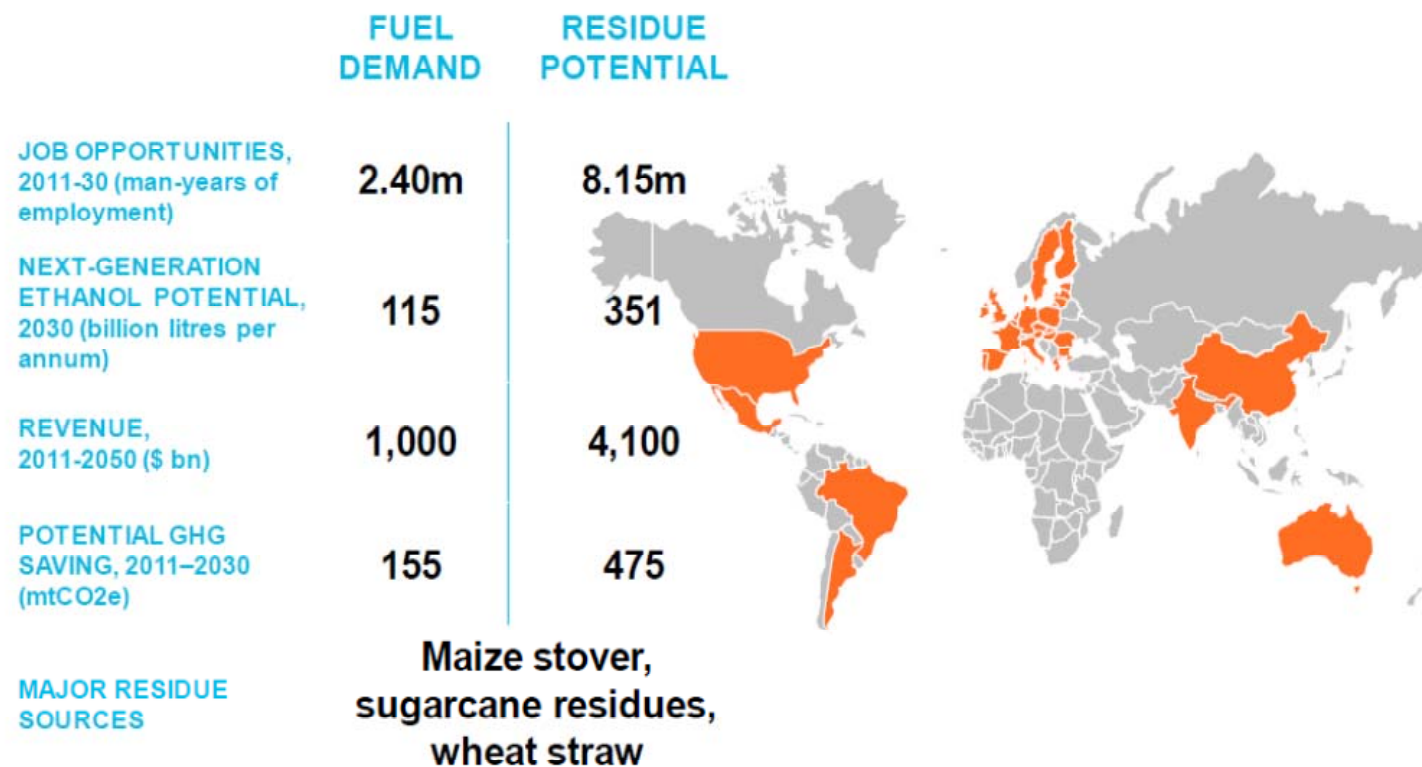 FUEL
DEMAND
RESIDUE
POTENTIAL
JOB OPPORTUNITIES,
2011-30 (man-years of
employment)
2.40m
8.15m
NEXT-GENERATION
ETHANOL POTENTIAL,
2030 (billion litres per
annum)
115
351
REVENUE,
2011-2050 ($ bn)
1,000
4,100
POTENTIAL GHG
SAVING, 2011–2030
(mtCO2e)
155
475
MAJOR RESIDUE
SOURCES
Maize stover,
sugarcane residues,
wheat straw